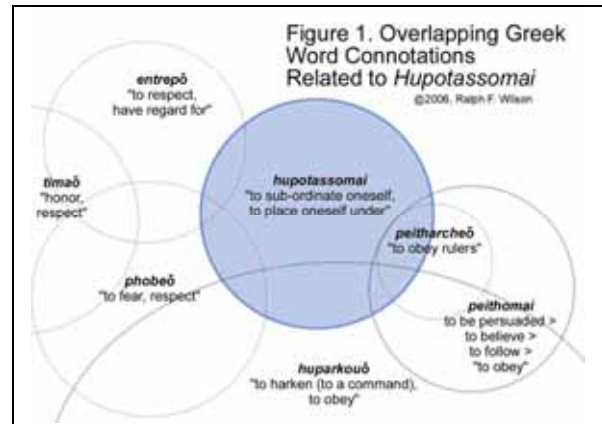 Figure 1. Overlapping Greek
Word Connotations
Related to Hupotassomai
@2006, Ralph F. Wilson
entrepō
"to respect,
have regard for"
timaō
"honor,
respect"
hupotassomai
"to sub-ordinate oneself,
to place oneself under"
peitharcheō
"to obey rulers"
phobeō
"to fear, respect"
peithomai
to be persuaded >
to believe >
to follow >
"to obey"
huparkouō
"to harken (to a command),
to obey"